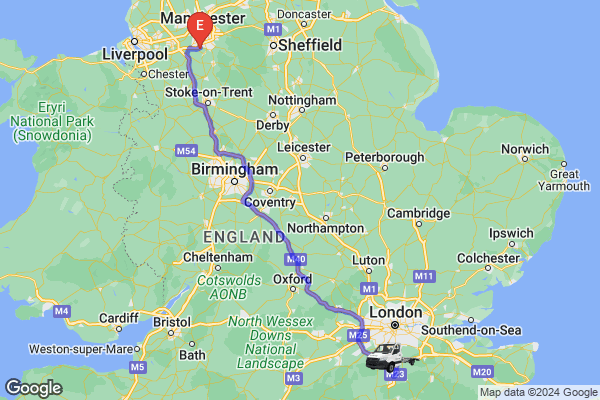 Manchester
Doncaster
Liverpool
M1
Sheffield
Chester
Eryri
National Park
(Snowdonia)
Stoke-on-Trent
Nottingham
Derby
M54
Leicester
Peterborough
Norwich
Great
Yarmouth
Birmingham
Coventry
Northampton
Cambridge
ENGLAND
Ipswich
Cheltenham
M40
Luton
M11
Colchester
Cotswolds
AONB
Oxford
M1
M4
London
Cardiff
Bristol
North Wessex
Downs
National
Landscape
M25
Southend-on-Sea
Weston-super-Mare
Bath
M5
M3
M23
M20
E
Google
Google
Map data ©2024 Google